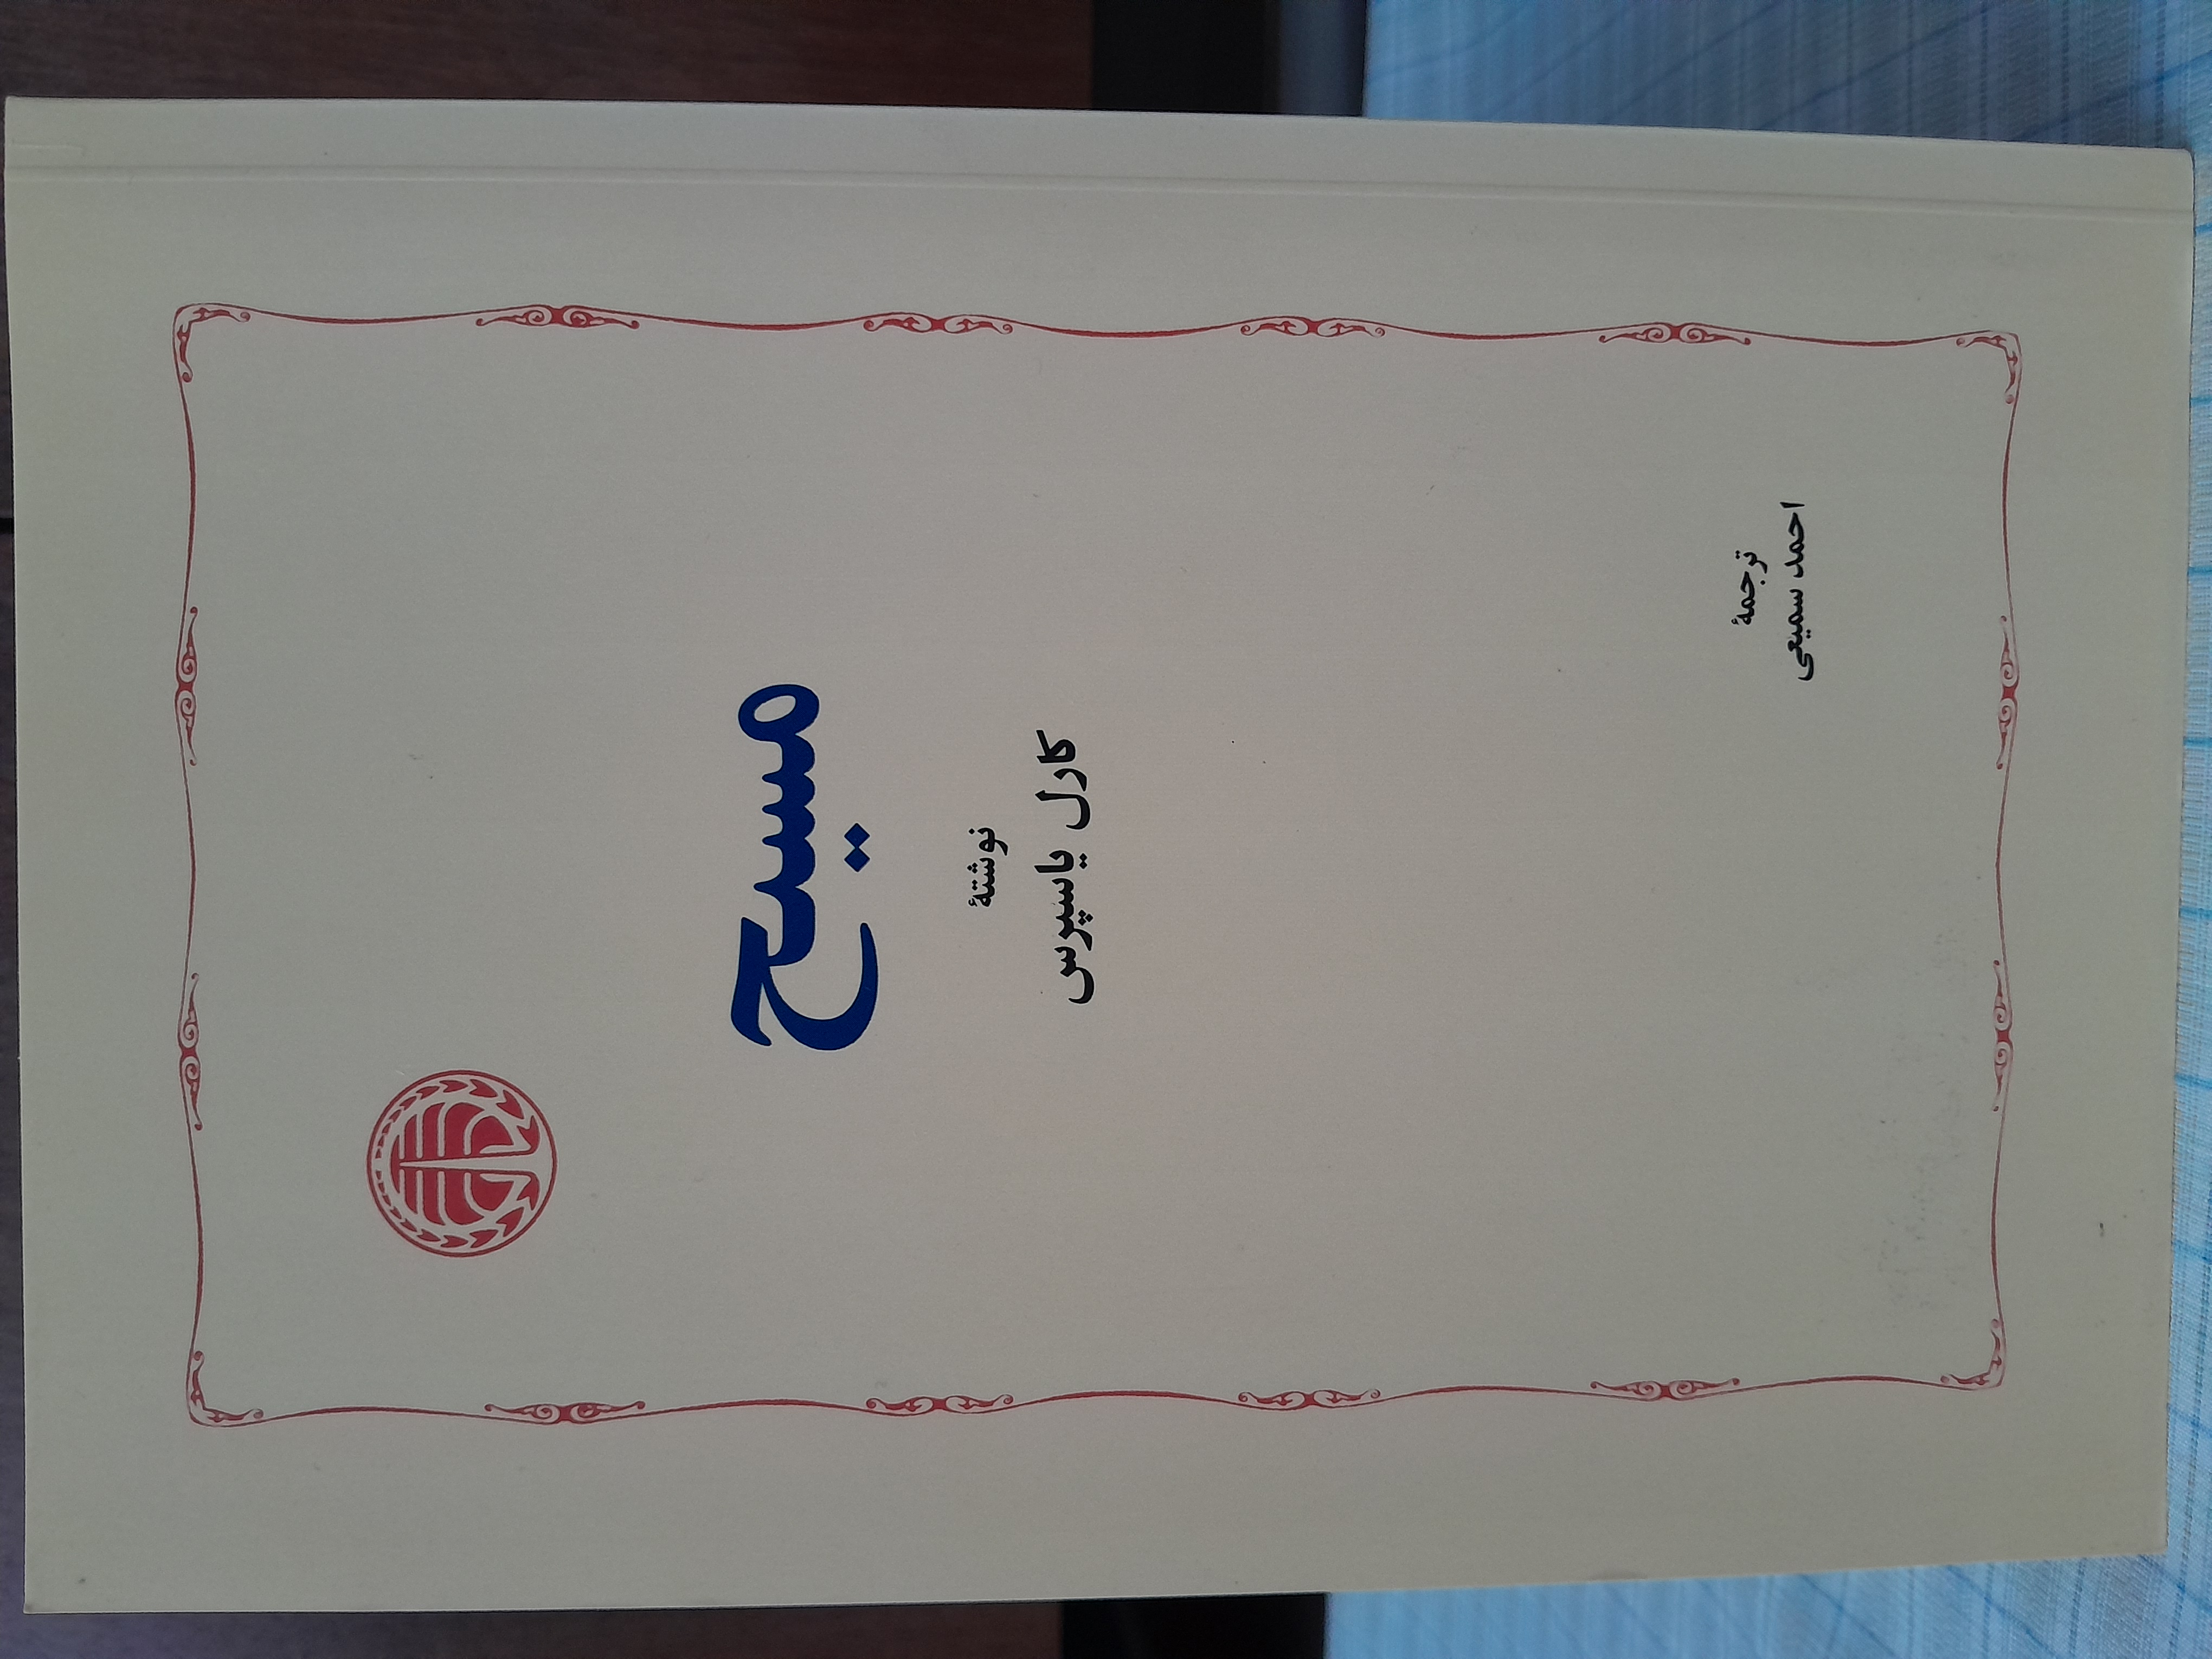 مسیح
نوشتهٔ
کارل یاسپرس
ترجمهٔ
احمد سمیعی